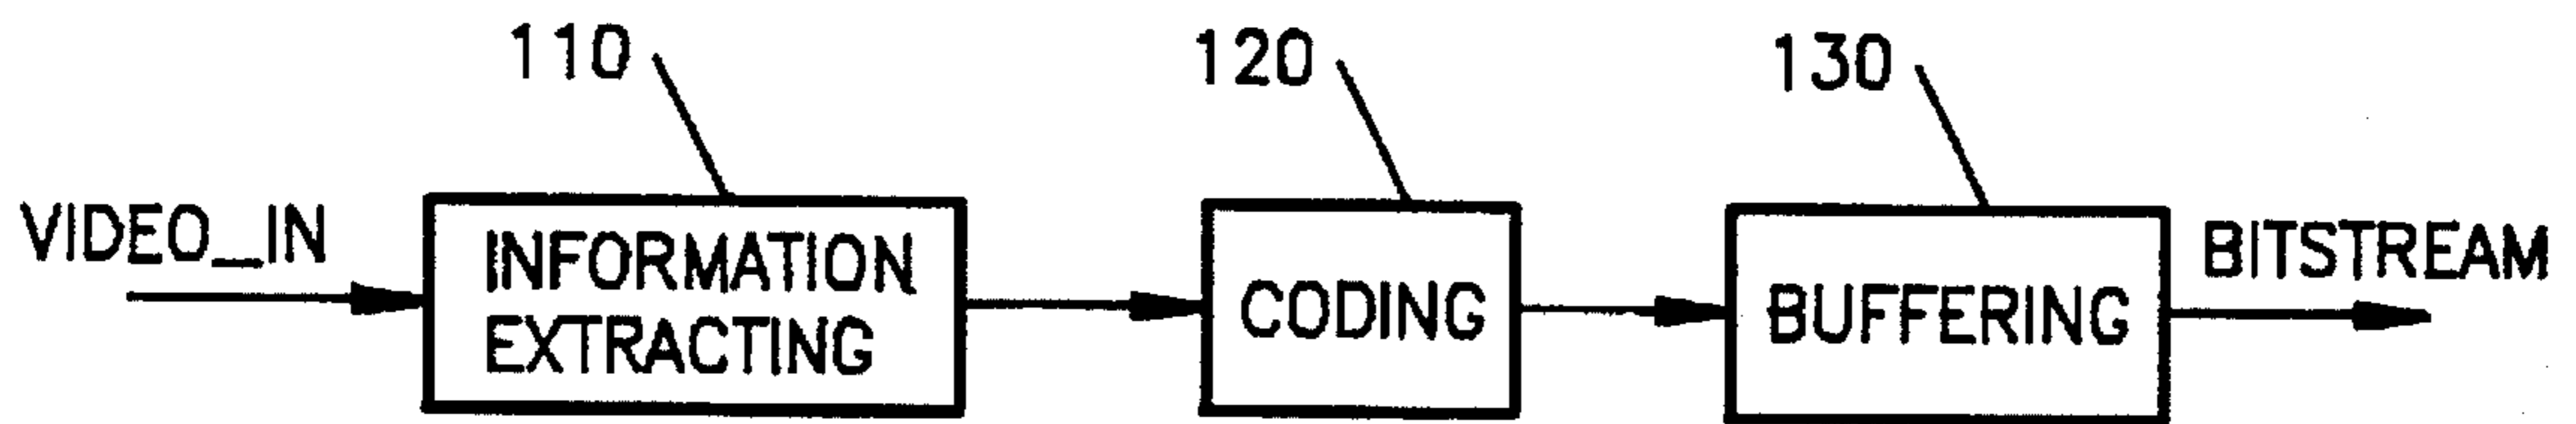 110
120
130
VIDEO_IN
INFORMATION
EXTRACTING
CODING
BUFFERING
BITSTREAM